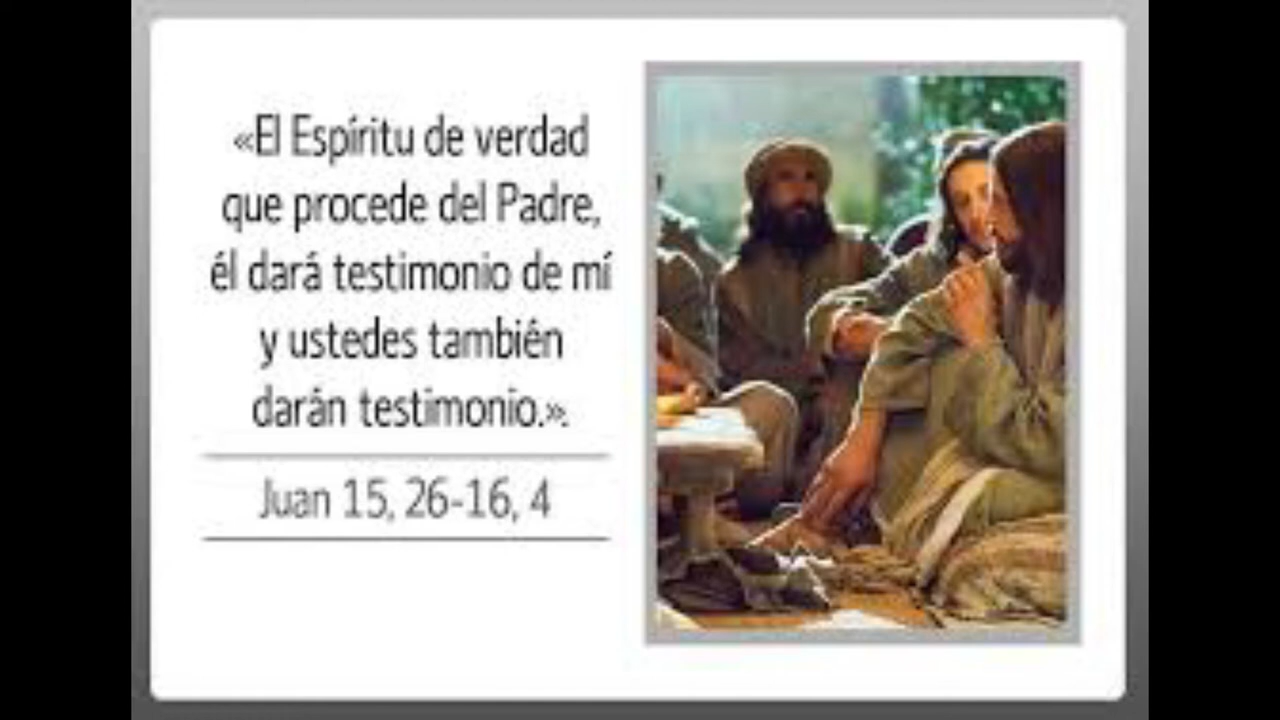 «El Espíritu de verdad
que procede del Padre,
él dará testimonio de mí
y ustedes también
darán testimonio.».
Juan 15, 26-16, 4